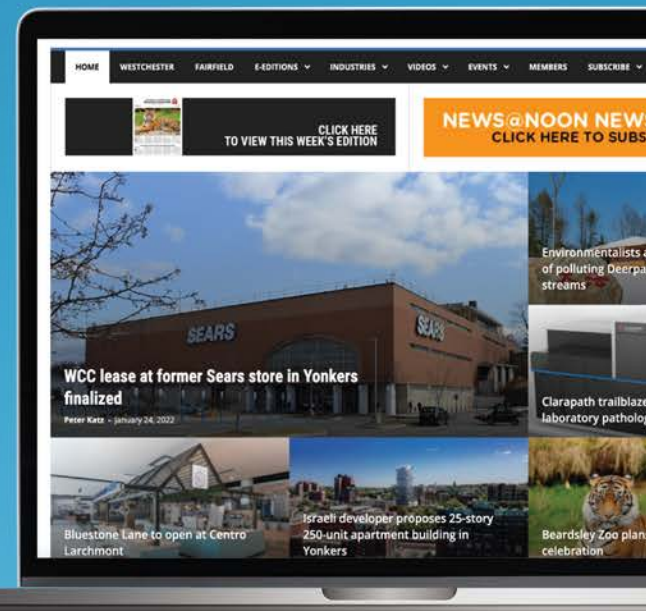 HOME WESTCHESTER FAIRFIELD E-EDITIONS INDUSTRIES VIDEOS EVENTS MEMBERS SUBSCRIBE
CLICK HERE
TO VIEW THIS WEEK'S EDITION
NEWS@NOON NEWS
CLICK HERE TO SUBS
SEARS
SEARS
WCC lease at former Sears store in Yonkers
finalized
Peter Katz - January 24, 2022
Environmentalists a
of polluting Deerpa
streams
Clarapath trailblaze
laboratory patholog
Bluestone Lane to open at Centro
Larchmont
Israeli developer proposes 25-story
250-unit apartment building in
Yonkers
Beardsley Zoo plan
celebration